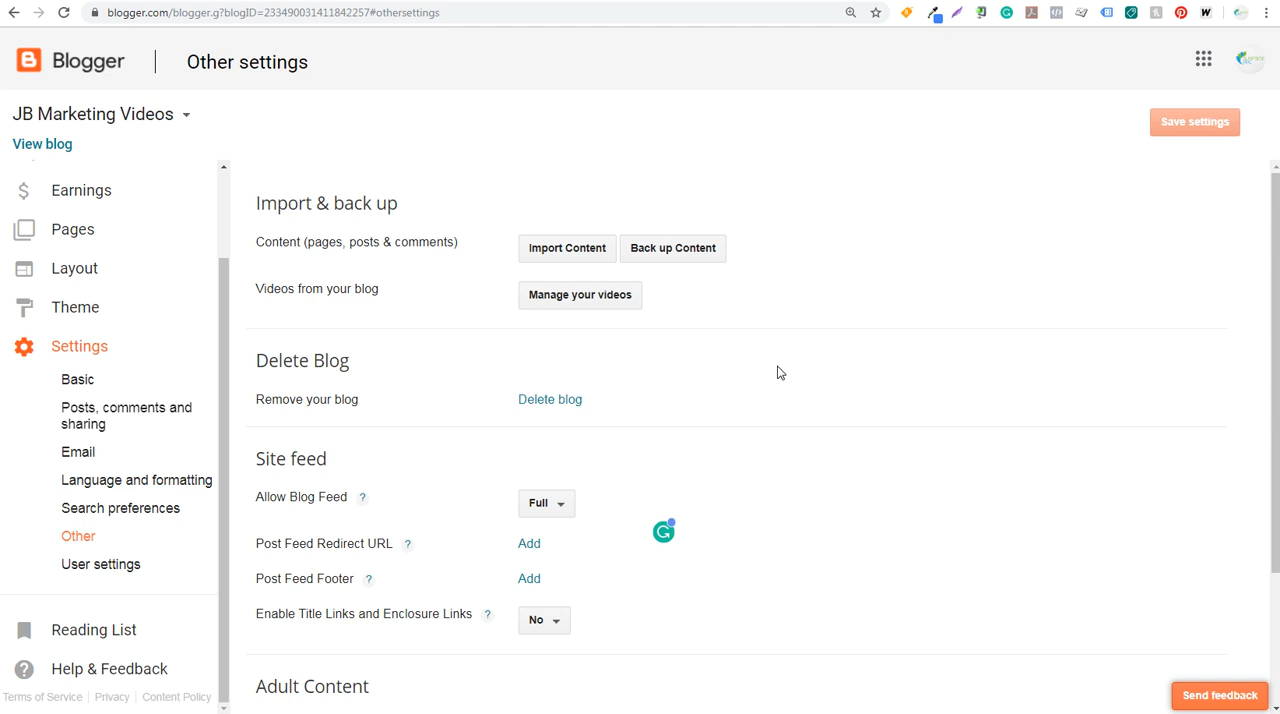 blogger.com/blogger.g?blogID=233490031411842257#othersettings
Blogger
Other settings
JB Marketing Videos
Save settings
View blog
Earnings
Pages
Layout
Theme
Settings
Basic
Posts, comments and
sharing
Email
Language and formatting
Search preferences
Other
User settings
Reading List
Help & Feedback
Terms of Service
Privacy
Content Policy
Import & back up
Content (pages, posts & comments)
Import Content
Back up Content
Videos from your blog
Manage your videos
Delete Blog
Remove your blog
Delete blog
Site feed
Allow Blog Feed ?
Full
Post Feed Redirect URL ?
Add
Post Feed Footer ?
Add
Enable Title Links and Enclosure Links ?
No
Adult Content
Send feedback